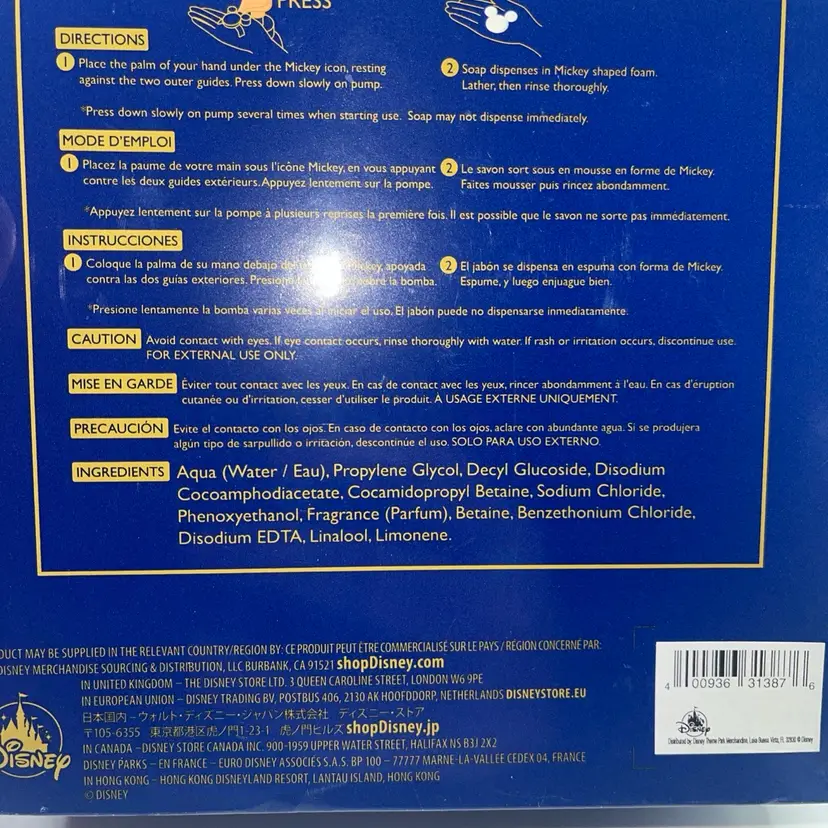 PRESS
DIRECTIONS
1 Place the palm of your hand under the Mickey icon, resting
against the two outer guides. Press down slowly on pump.
2 Soap dispenses in Mickey shaped foam.
Lather, then rinse thoroughly.
*Press down slowly on pump several times when starting use. Soap may not dispense immediately.
MODE D'EMPLOI
1 Placez la paume de votre main sous l'icône Mickey, en vous appuyant
contre les deux guides extérieurs. Appuyez lentement sur la pompe.
2 Le savon sort sous en mousse en forme de Mickey.
Faites mousser puis rincez abondamment.
*Appuyez lentement sur la pompe à plusieurs reprises la première fois. Il est possible que le savon ne sorte pas immédiatement.
INSTRUCCIONES
1 Coloque la palma de su mano debajo Mickey, apoyada
contra las dos guías exteriores. Presione sobre la bomba.
2 El jabón se dispensa en espuma con forma de Mickey.
Espume, y luego enjuague bien.
*Presione lentamente la bomba varias veces al iniciar el uso. El jabón puede no dispensarse inmediatamente.
CAUTION Avoid contact with eyes. If eye contact occurs, rinse thoroughly with water. If rash or irritation occurs, discontinue use.
FOR EXTERNAL USE ONLY.
MISE EN GARDE Éviter tout contact avec les yeux. En cas de contact avec les yeux, rincer abondamment à l'eau. En cas d'éruption
cutanée ou d'irritation, cesser d'utiliser le produit. À USAGE EXTERNE UNIQUEMENT.
PRECAUCIÓN Evite el contacto con los ojos. En caso de contacto con los ojos, aclare con abundante agua. Si se produjera
algún tipo de sarpullido o irritación, descontinúe el uso. SOLO PARA USO EXTERNO.
INGREDIENTS Aqua (Water / Eau), Propylene Glycol, Decyl Glucoside, Disodium
Cocoamphodiacetate, Cocamidopropyl Betaine, Sodium Chloride,
Phenoxyethanol, Fragrance (Parfum), Betaine, Benzethonium Chloride,
Disodium EDTA, Linalool, Limonene.
DUCT MAY BE SUPPLIED IN THE RELEVANT COUNTRY/REGION BY: CE PRODUIT PEUT ÊTRE COMMERCIALISÉ SUR LE PAYS / RÉGION CONCERNÉ PAR:
DISNEY MERCHANDISE SOURCING & DISTRIBUTION, LLC BURBANK, CA 91521 shopDisney.com
IN UNITED KINGDOM – THE DISNEY STORE LTD. 3 QUEEN CAROLINE STREET, LONDON W6 9PE
IN EUROPEAN UNION – DISNEY TRADING BV, POSTBUS 406, 2130 AK HOOFDDORP, NETHERLANDS DISNEYSTORE.EU
日本国内 – ウォルト・ディズニー・ジャパン株式会社 ディズニーストア
〒105-6355 東京都港区虎ノ門1-23-1 虎ノ門ヒルズ shopDisney.jp
IN CANADA – DISNEY STORE CANADA INC. 900-1959 UPPER WATER STREET, HALIFAX NS B3J 2X2
DISNEY PARKS – EN FRANCE – EURO DISNEY ASSOCIÉS S.A.S. BP 100 – 77777 MARNE-LA-VALLEE CEDEX 04, FRANCE
IN HONG KONG – HONG KONG DISNEYLAND RESORT, LANTAU ISLAND, HONG KONG
© DISNEY
Disney
4 00936 31387 6
Disney
Distributed by: Disney Theme Park Merchandise, Lake Buena Vista, FL 32830 © Disney